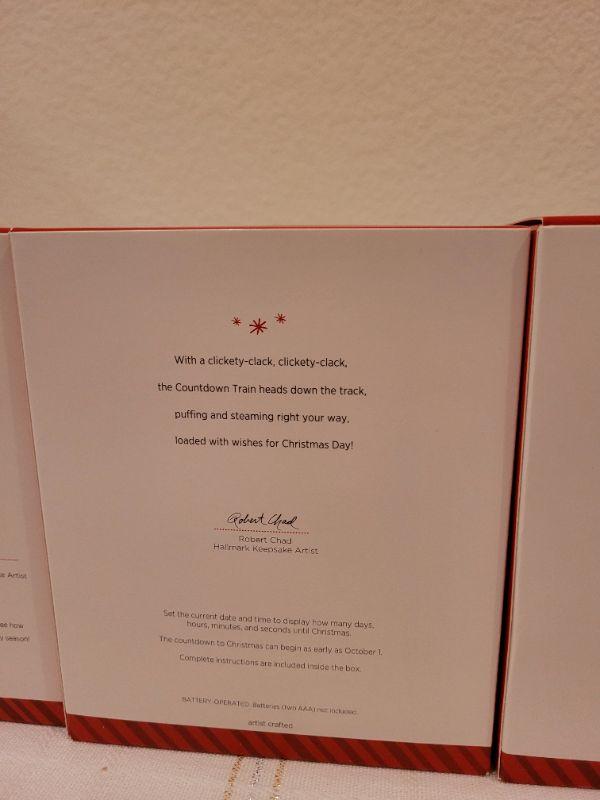 With a clickety-clack, clickety-clack,
the Countdown Train heads down the track,
puffing and steaming right your way,
loaded with wishes for Christmas Day!
Robert Chad
Robert Chad
Hallmark Keepsake Artist
Set the current date and time to display how many days,
hours, minutes, and seconds until Christmas.
The countdown to Christmas can begin as early as October 1.
Complete instructions are included inside the box.
BATTERY-OPERATED. Batteries (two AAA) not included.
artist crafted
Artist
how
season!